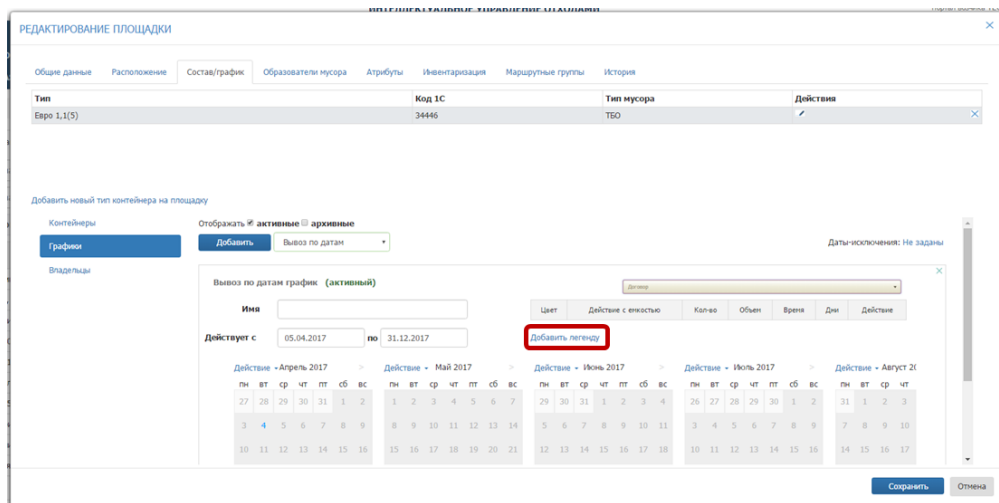 ИНТЕЛЛЕКТУАЛЬНОЕ УПРАВЛЕНИЕ ОТХОДАМИ
РЕДАКТИРОВАНИЕ ПЛОЩАДКИ
Общие данные Расположение Состав/график Образователи мусора Атрибуты Инвентаризация Маршрутные группы История
Тип Код 1С Тип мусора Действия
Евро 1,1(5) 34446 ТБО
Добавить новый тип контейнера на площадку
Контейнеры Отображать активные архивные
Графики Добавить Вывоз по датам Даты-исключения: Не заданы
Владельцы
Вывоз по датам график (активный) Договор
Имя Цвет Действие с емкостью Кол-во Объем Время Дни Действие
Действует с 05.04.2017 по 31.12.2017 Добавить легенду
Действие Апрель 2017 > Действие Май 2017 > Действие Июнь 2017 > Действие Июль 2017 > Действие Август 20
пн вт ср чт пт сб вс пн вт ср чт пт сб вс пн вт ср чт пт сб вс пн вт ср чт пт сб вс пн вт ср чт
27 28 29 30 31 1 2 1 2 3 4 5 6 7 29 30 31 1 2 3 4 26 27 28 29 30 1 2 31 1 2 3
3 4 5 6 7 8 9 8 9 10 11 12 13 14 5 6 7 8 9 10 11 3 4 5 6 7 8 9 7 8 9 10
10 11 12 13 14 15 16 15 16 17 18 19 20 21 12 13 14 15 16 17 18 10 11 12 13 14 15 16 14 15 16 17
Сохранить Отмена